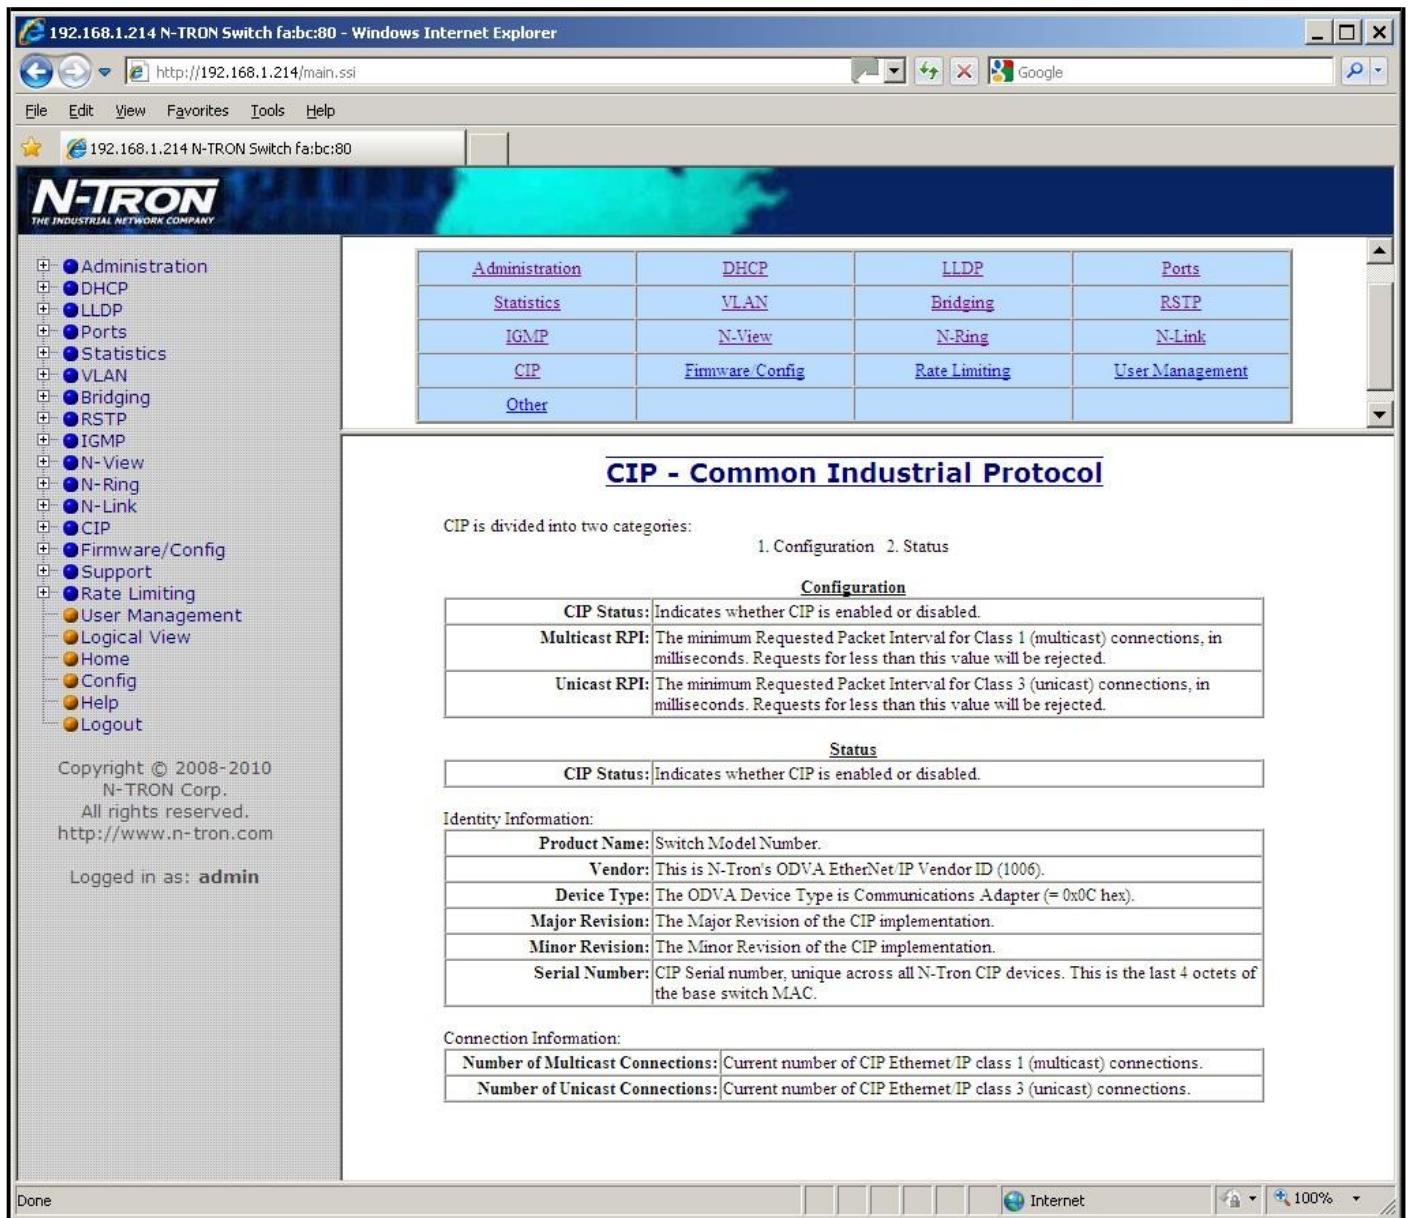 192.168.1.214 N-TRON Switch fa:bc:80 - Windows Internet Explorer
http://192.168.1.214/main.ssi
Google
File Edit View Favorites Tools Help
192.168.1.214 N-TRON Switch fa:bc:80
N-TRON
THE INDUSTRIAL NETWORK COMPANY
Administration
DHCP
LLDP
Ports
Statistics
VLAN
Bridging
RSTP
IGMP
N-View
N-Ring
N-Link
CIP
Firmware/Config
Support
Rate Limiting
User Management
Logical View
Home
Config
Help
Logout
Copyright © 2008-2010
N-TRON Corp.
All rights reserved.
http://www.n-tron.com
Logged in as: admin
Administration DHCP LLDP Ports
Statistics VLAN Bridging RSTP
IGMP N-View N-Ring N-Link
CIP Firmware/Config Rate Limiting User Management
Other
CIP - Common Industrial Protocol
CIP is divided into two categories:
1. Configuration 2. Status
Configuration
CIP Status: Indicates whether CIP is enabled or disabled.
Multicast RPI: The minimum Requested Packet Interval for Class 1 (multicast) connections, in
milliseconds. Requests for less than this value will be rejected.
Unicast RPI: The minimum Requested Packet Interval for Class 3 (unicast) connections, in
milliseconds. Requests for less than this value will be rejected.
Status
CIP Status: Indicates whether CIP is enabled or disabled.
Identity Information:
Product Name: Switch Model Number.
Vendor: This is N-Tron's ODVA EtherNet/IP Vendor ID (1006).
Device Type: The ODVA Device Type is Communications Adapter (= 0x0C hex).
Major Revision: The Major Revision of the CIP implementation.
Minor Revision: The Minor Revision of the CIP implementation.
Serial Number: CIP Serial number, unique across all N-Tron CIP devices. This is the last 4 octets of
the base switch MAC.
Connection Information:
Number of Multicast Connections: Current number of CIP Ethernet/IP class 1 (multicast) connections.
Number of Unicast Connections: Current number of CIP Ethernet/IP class 3 (unicast) connections.
Done
Internet
100%